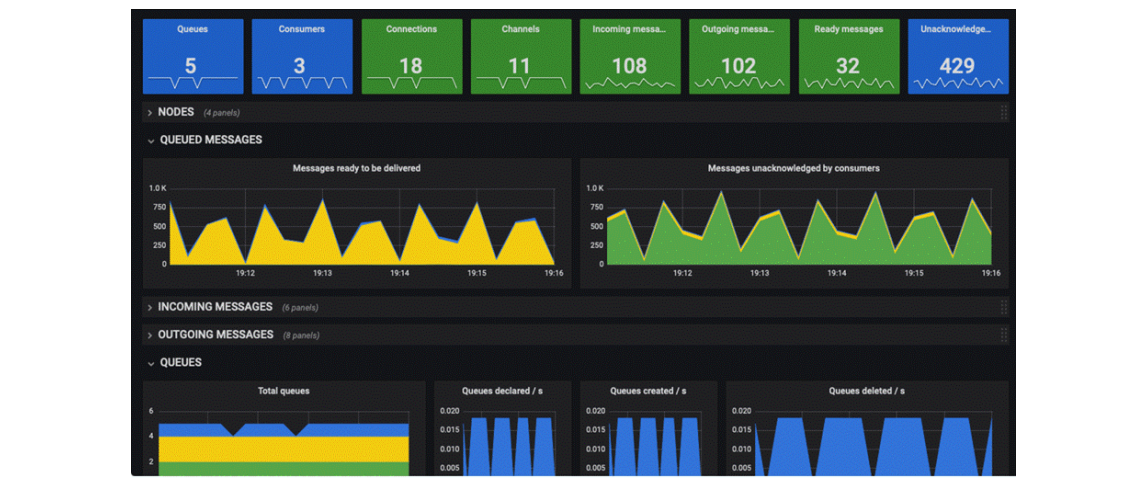 Queues Consumers Connections Channels Incoming messa... Outgoing messa... Ready messages Unacknowledge...
5 3 18 11 108 102 32 429
NODES (4 panels)
QUEUED MESSAGES
Messages ready to be delivered
1.0 K
750
500
250
0
19:12 19:13 19:14 19:15 19:16
Messages unacknowledged by consumers
1.0 K
750
500
250
0
19:12 19:13 19:14 19:15 19:16
INCOMING MESSAGES (6 panels)
OUTGOING MESSAGES (8 panels)
QUEUES
Total queues
6
4
2
Queues declared / s
0.020
0.015
0.010
0.005
Queues created / s
0.020
0.015
0.010
0.005
Queues deleted / s
0.020
0.015
0.010
0.005